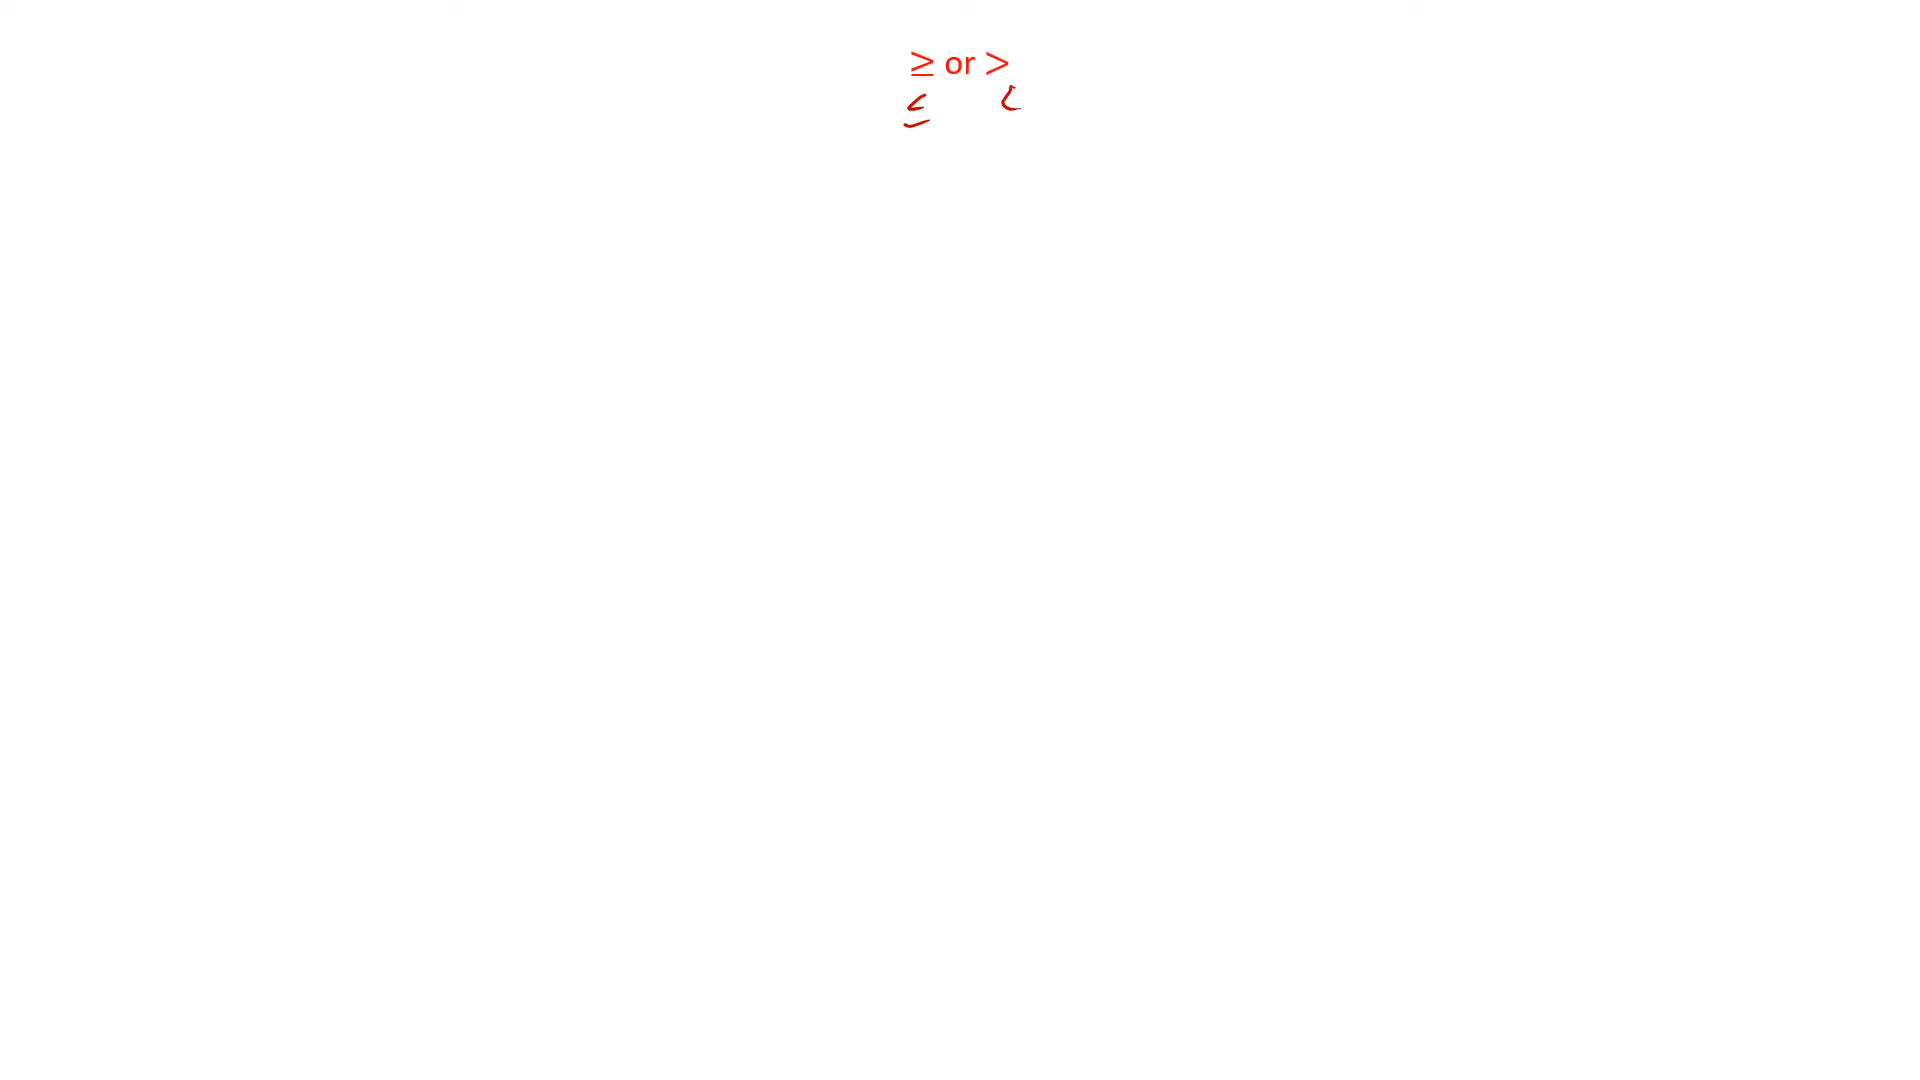 ≥ or >
≤ <